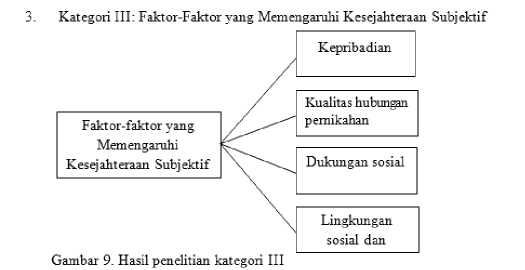 3. Kategori III: Faktor-Faktor yang Memengaruhi Kesejahteraan Subjektif
Kepribadian
Kualitas hubungan
pernikahan
Faktor-faktor yang
Memengaruhi
Kesejahteraan Subjektif
Dukungan sosial
Lingkungan
sosial dan
Gambar 9. Hasil penelitian kategori III